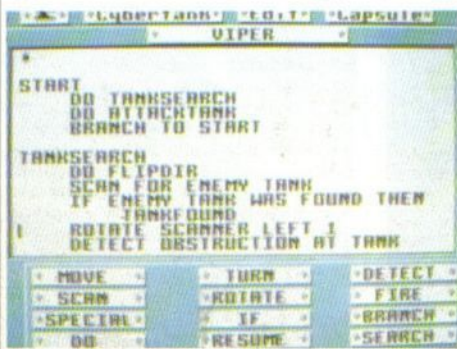 CyberTank Edit Capsule
VIPER
START
DO TANKSEARCH
DO ATTACKTANK
BRANCH TO START
TANKSEARCH
DO FLIPDIR
SCAN FOR ENEMY TANK
IF ENEMY TANK WAS FOUND THEN
TANKFOUND
ROTATE SCANNER LEFT 1
DETECT OBSTRUCTION AT TANK
MOVE TURN DETECT
SCAN ROTATE FIRE
SPECIAL IF BRANCH
DO RESUME SEARCH